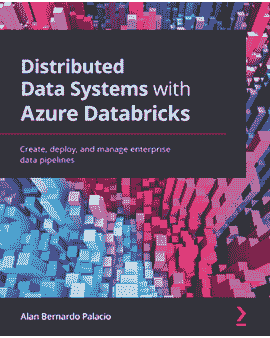 Distributed
Data Systems with
Azure Databricks
Create, deploy, and manage enterprise
data pipelines
Alan Bernardo Palacio